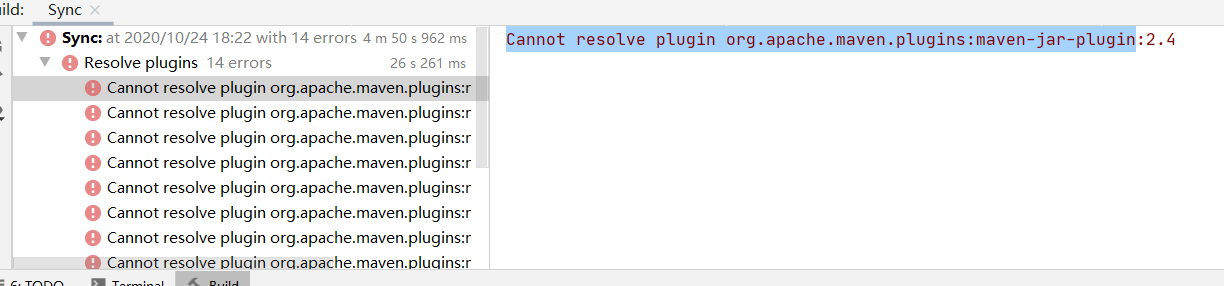 uild: Sync
Sync: at 2020/10/24 18:22 with 14 errors 4 m 50 s 962 ms
Resolve plugins 14 errors 26 s 261 ms
Cannot resolve plugin org.apache.maven.plugins:r
Cannot resolve plugin org.apache.maven.plugins:r
Cannot resolve plugin org.apache.maven.plugins:r
Cannot resolve plugin org.apache.maven.plugins:r
Cannot resolve plugin org.apache.maven.plugins:r
Cannot resolve plugin org.apache.maven.plugins:r
Cannot resolve plugin org.apache.maven.plugins:r
Cannot resolve plugin org.apache.maven.plugins:r
Cannot resolve plugin org.apache.maven.plugins:maven-jar-plugin:2.4
6: TODO Terminal Build